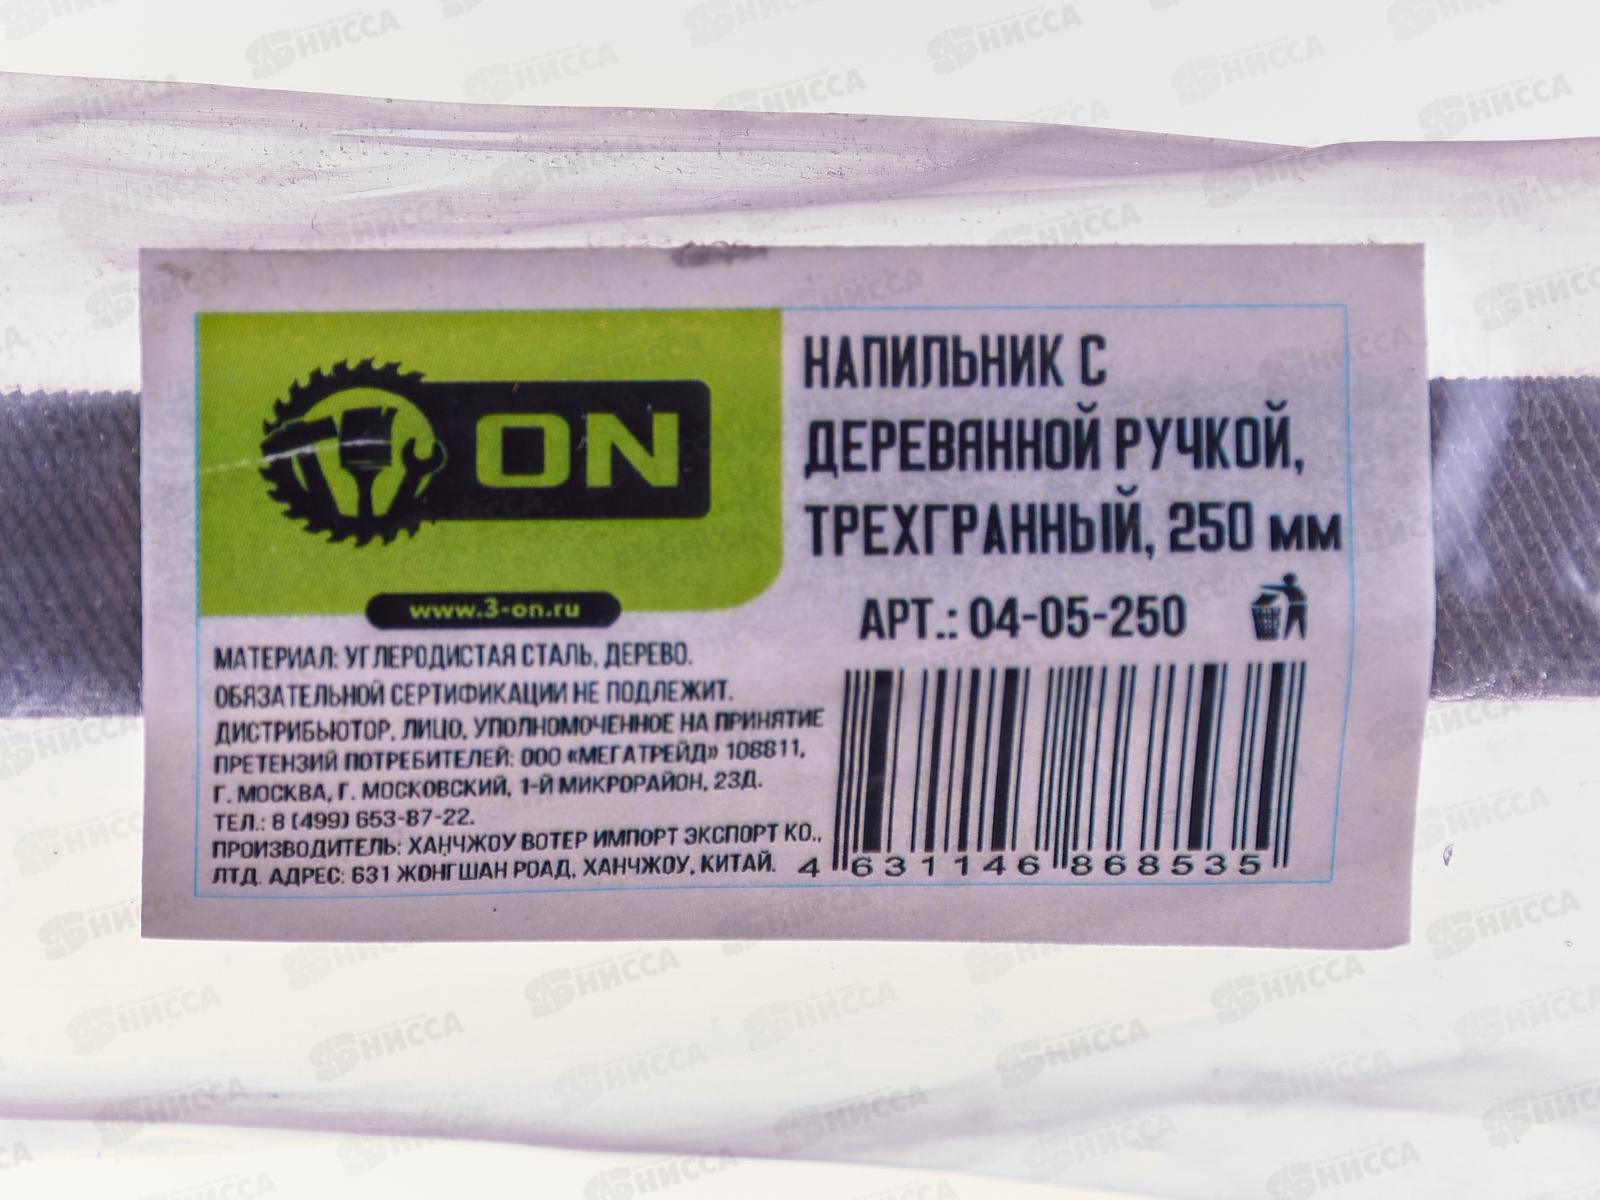 ON
www.3-on.ru
НАПИЛЬНИК С
ДЕРЕВЯННОЙ РУЧКОЙ,
ТРЕХГРАННЫЙ, 250 мм
АРТ.: 04-05-250
МАТЕРИАЛ: УГЛЕРОДИСТАЯ СТАЛЬ, ДЕРЕВО.
ОБЯЗАТЕЛЬНОЙ СЕРТИФИКАЦИИ НЕ ПОДЛЕЖИТ.
ДИСТРИБЬЮТОР, ЛИЦО, УПОЛНОМОЧЕННОЕ НА ПРИНЯТИЕ
ПРЕТЕНЗИЙ ПОТРЕБИТЕЛЕЙ: ООО «МЕГАТРЕЙД» 108811,
Г. МОСКВА, Г. МОСКОВСКИЙ, 1-Й МИКРОРАЙОН, 23Д.
ТЕЛ.: 8 (499) 653-87-22.
ПРОИЗВОДИТЕЛЬ: ХАНЧЖОУ ВОТЕР ИМПОРТ ЭКСПОРТ КО.,
ЛТД. АДРЕС: 631 ЖОНГШАН РОАД, ХАНЧЖОУ, КИТАЙ.
4 631146 868535